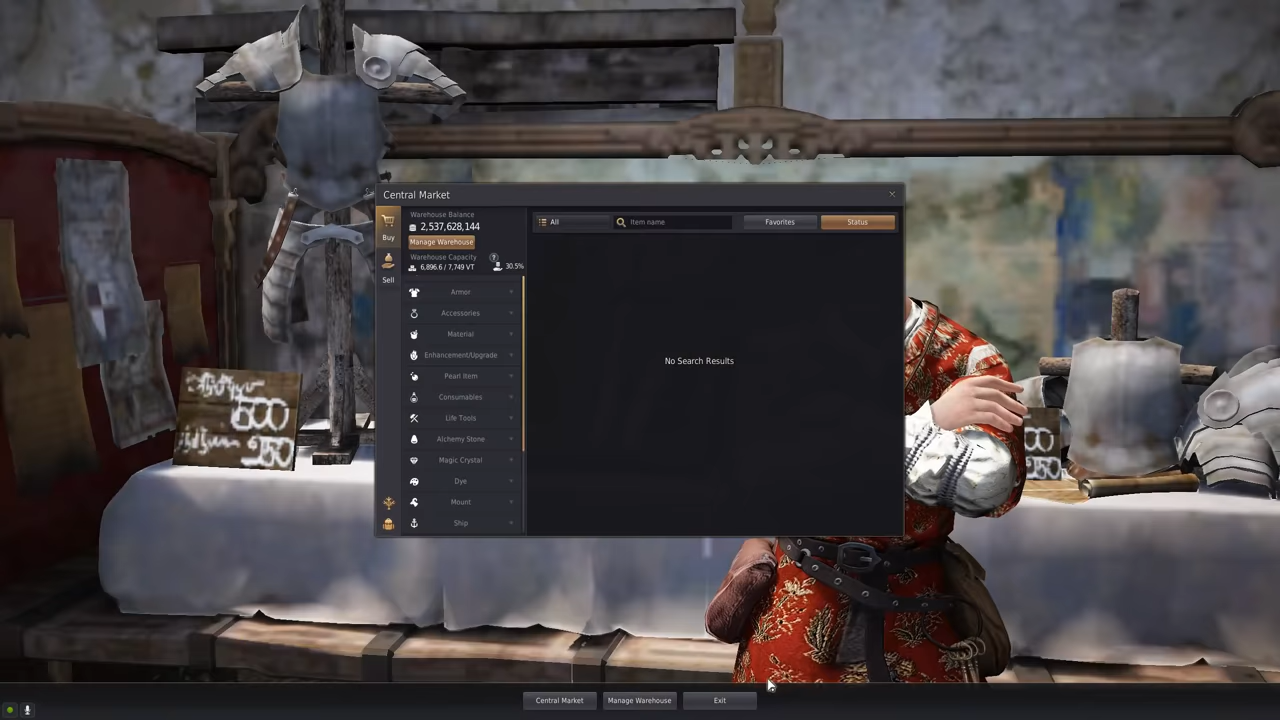 Central Market
Warehouse Balance
2,537,628,144
Buy
Manage Warehouse
Warehouse Capacity
?
6,896.6 / 7,749 VT
30.5%
Sell
All
Item name
Favorites
Status
Armor
Accessories
Material
Enhancement/Upgrade
Pearl Item
Consumables
Life Tools
Alchemy Stone
Magic Crystal
Dye
Mount
Ship
No Search Results
Central Market
Manage Warehouse
Exit